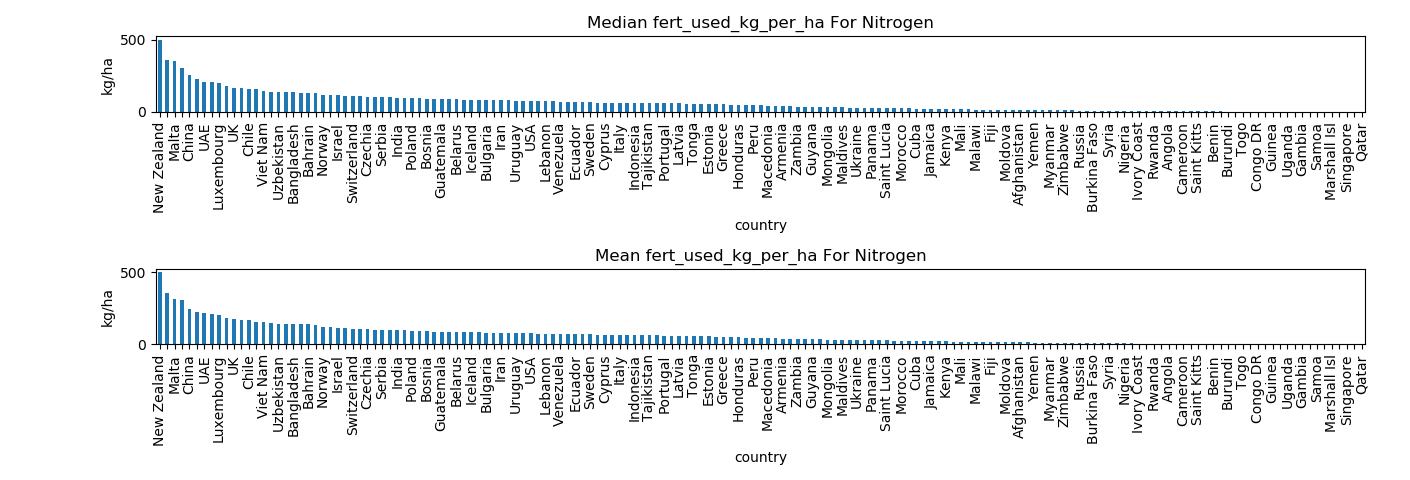 Median fert_used_kg_per_ha For Nitrogen
500
0
kg/ha
New Zealand
Malta
China
UAE
Luxembourg
UK
Chile
Viet Nam
Uzbekistan
Bangladesh
Bahrain
Norway
Israel
Switzerland
Czechia
Serbia
India
Poland
Bosnia
Guatemala
Belarus
Iceland
Bulgaria
Iran
Uruguay
USA
Lebanon
Venezuela
Ecuador
Sweden
Cyprus
Italy
Indonesia
Tajikistan
Portugal
Latvia
Tonga
Estonia
Greece
Honduras
Peru
Macedonia
Armenia
Zambia
Guyana
Mongolia
Maldives
Ukraine
Panama
Saint Lucia
Morocco
Cuba
Jamaica
Kenya
Mali
Malawi
Fiji
Moldova
Afghanistan
Yemen
Myanmar
Zimbabwe
Russia
Burkina Faso
Syria
Nigeria
Ivory Coast
Rwanda
Angola
Cameroon
Saint Kitts
Benin
Burundi
Togo
Congo DR
Guinea
Uganda
Gambia
Samoa
Marshall Isl
Singapore
Qatar
country
Mean fert_used_kg_per_ha For Nitrogen
500
0
kg/ha
New Zealand
Malta
China
UAE
Luxembourg
UK
Chile
Viet Nam
Uzbekistan
Bangladesh
Bahrain
Norway
Israel
Switzerland
Czechia
Serbia
India
Poland
Bosnia
Guatemala
Belarus
Iceland
Bulgaria
Iran
Uruguay
USA
Lebanon
Venezuela
Ecuador
Sweden
Cyprus
Italy
Indonesia
Tajikistan
Portugal
Latvia
Tonga
Estonia
Greece
Honduras
Peru
Macedonia
Armenia
Zambia
Guyana
Mongolia
Maldives
Ukraine
Panama
Saint Lucia
Morocco
Cuba
Jamaica
Kenya
Mali
Malawi
Fiji
Moldova
Afghanistan
Yemen
Myanmar
Zimbabwe
Russia
Burkina Faso
Syria
Nigeria
Ivory Coast
Rwanda
Angola
Cameroon
Saint Kitts
Benin
Burundi
Togo
Congo DR
Guinea
Uganda
Gambia
Samoa
Marshall Isl
Singapore
Qatar
country